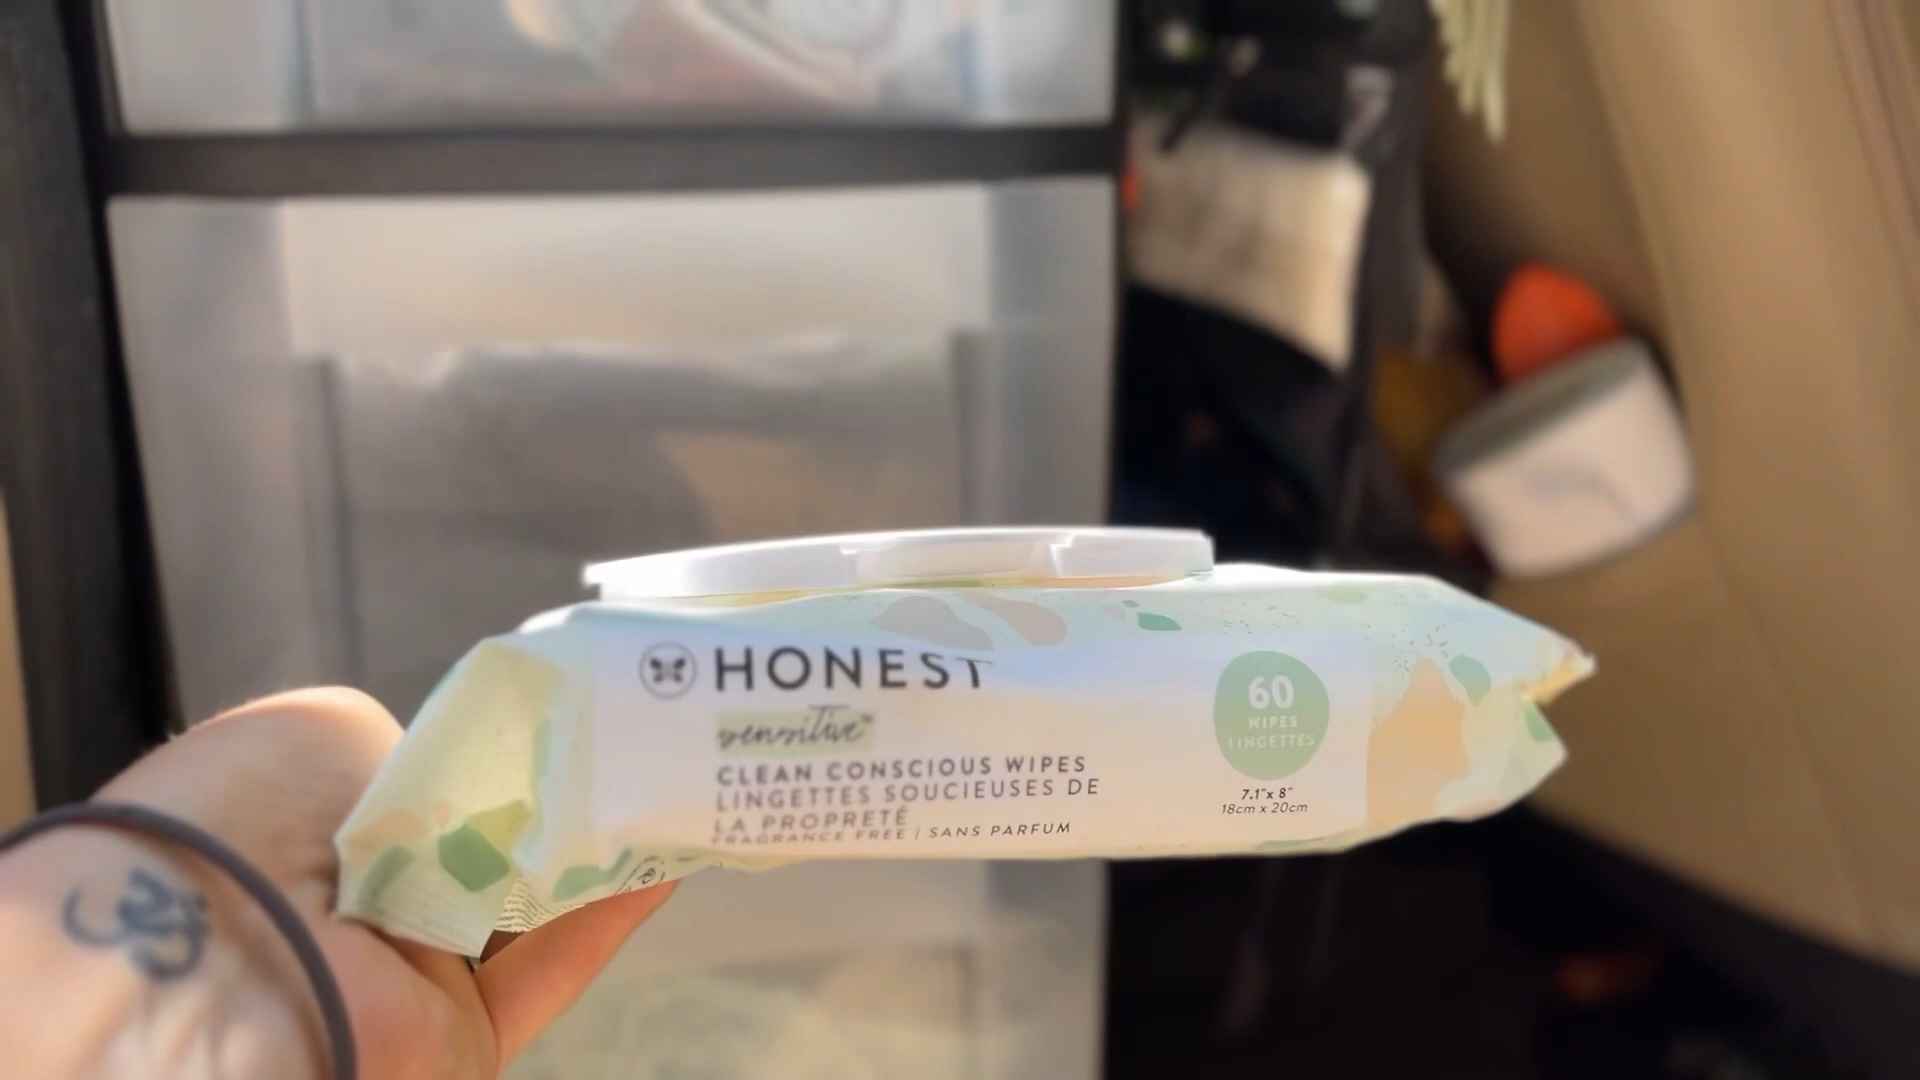 HONEST
sensitive™
CLEAN CONSCIOUS WIPES
LINGETTES SOUCIEUSES DE
LA PROPRETÉ
FRAGRANCE FREE | SANS PARFUM
60
WIPES
LINGETTES
7.1"x 8"
18cm x 20cm